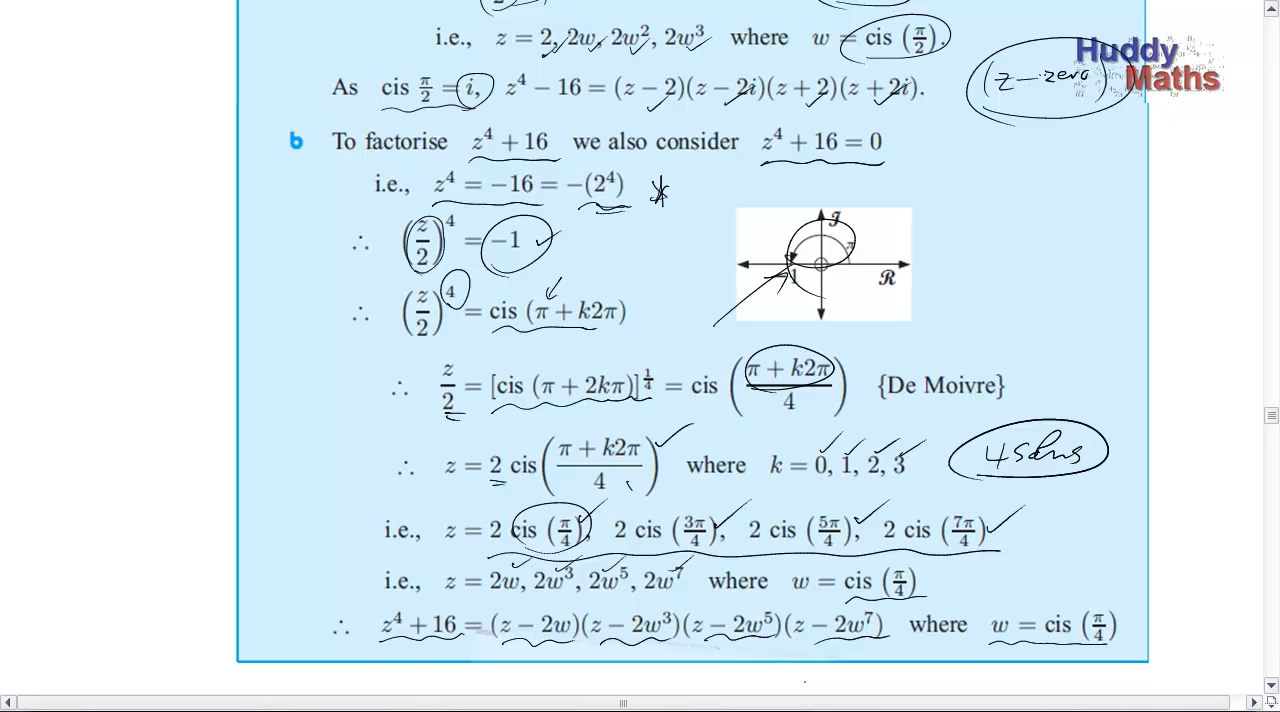 i.e., z = 2, 2w, 2w², 2w³ where w = cis (π/2).
Huddy Maths
(z − zero)
As cis π/2 = i, z⁴ − 16 = (z − 2)(z − 2i)(z + 2)(z + 2i).
b To factorise z⁴ + 16 we also consider z⁴ + 16 = 0
i.e., z⁴ = −16 = −(2⁴) *
∴ (z/2)⁴ = −1
ℐ
π
−1
ℛ
∴ (z/2)⁴ = cis (π + k2π)
∴ z/2 = [cis (π + 2kπ)]^¼ = cis ((π + k2π)/4) {De Moivre}
∴ z = 2 cis((π + k2π)/4) where k = 0, 1, 2, 3
4 solns
i.e., z = 2 cis (π/4), 2 cis (3π/4), 2 cis (5π/4), 2 cis (7π/4)
i.e., z = 2w, 2w³, 2w⁵, 2w⁷ where w = cis (π/4)
∴ z⁴ + 16 = (z − 2w)(z − 2w³)(z − 2w⁵)(z − 2w⁷) where w = cis (π/4)